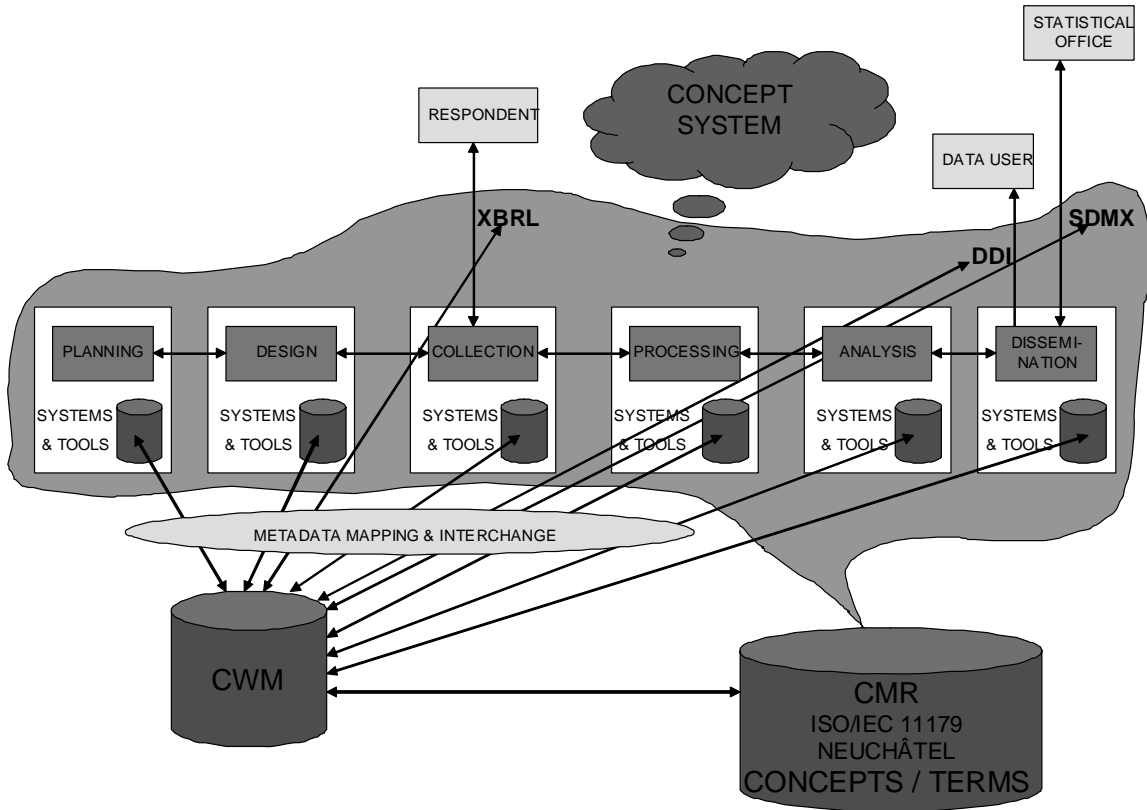 STATISTICAL
OFFICE
CONCEPT
SYSTEM
RESPONDENT
DATA USER
XBRL
SDMX
DDI
PLANNING
DESIGN
COLLECTION
PROCESSING
ANALYSIS
DISSEMI-
NATION
SYSTEMS
& TOOLS
SYSTEMS
& TOOLS
SYSTEMS
& TOOLS
SYSTEMS
& TOOLS
SYSTEMS
& TOOLS
SYSTEMS
& TOOLS
METADATA MAPPING & INTERCHANGE
CWM
CMR
ISO/IEC 11179
NEUCHÂTEL
CONCEPTS / TERMS